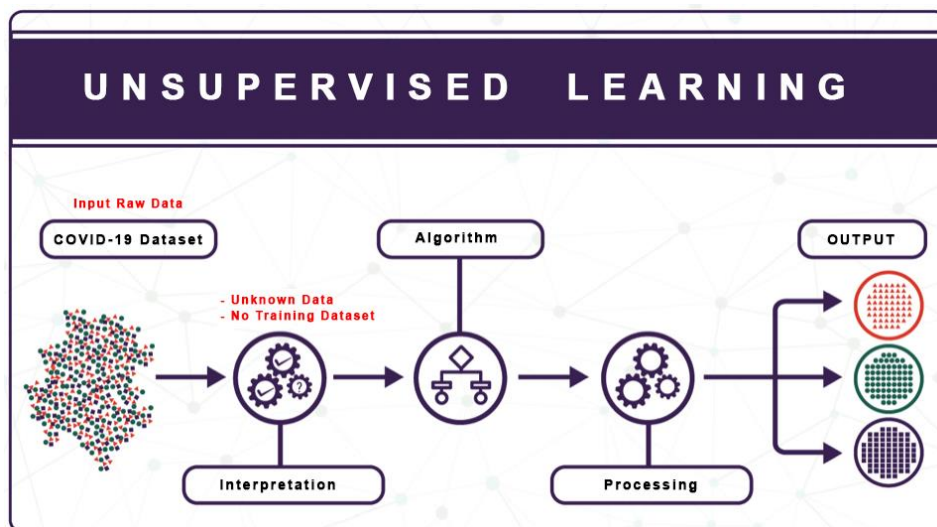 UNSUPERVISED LEARNING
Input Raw Data
COVID-19 Dataset
- Unknown Data
- No Training Dataset
Interpretation
Algorithm
Processing
OUTPUT
?